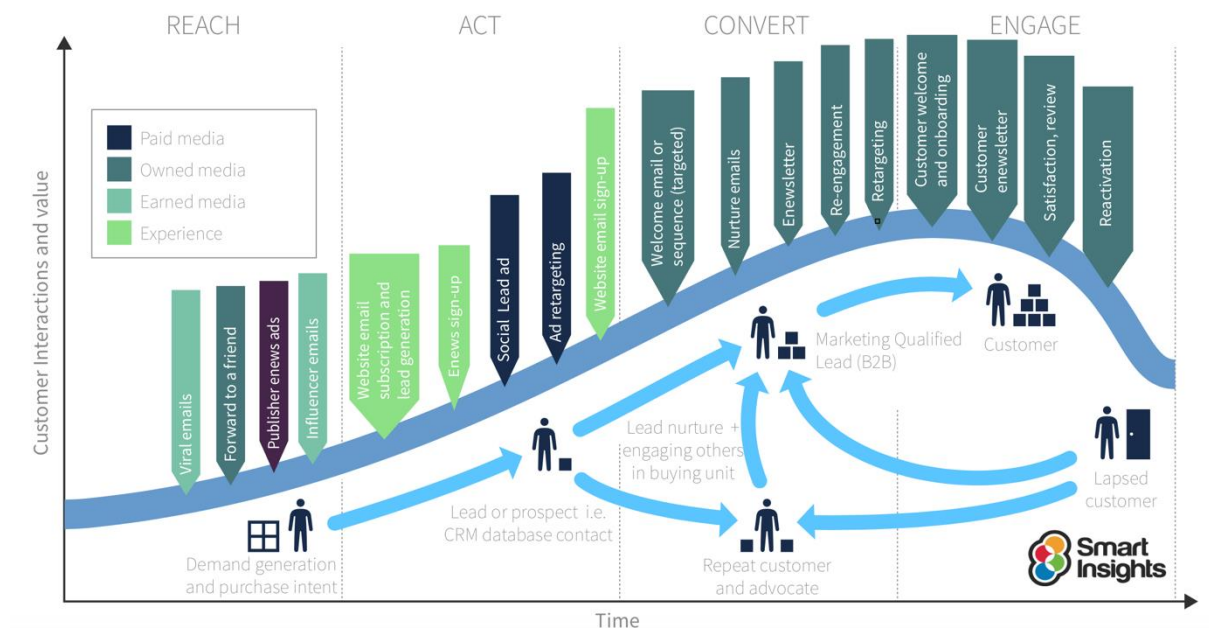 REACH
ACT
CONVERT
ENGAGE
Customer Interactions and value
Paid media
Owned media
Earned media
Experience
Viral emails
Forward to a friend
Publisher enews ads
Influencer emails
Website email
subscription and
lead generation
Enews sign-up
Social Lead ad
Ad retargeting
Website email sign-up
Welcome email or
sequence (targeted)
Nurture emails
Enewsletter
Re-engagement
Retargeting
Customer welcome
and onboarding
Customer
enewsletter
Satisfaction, review
Reactivation
Demand generation
and purchase intent
Lead or prospect i.e.
CRM database contact
Lead nurture +
engaging others
in buying unit
Marketing Qualified
Lead (B2B)
Customer
Repeat customer
and advocate
Lapsed
customer
Smart
Insights
Time